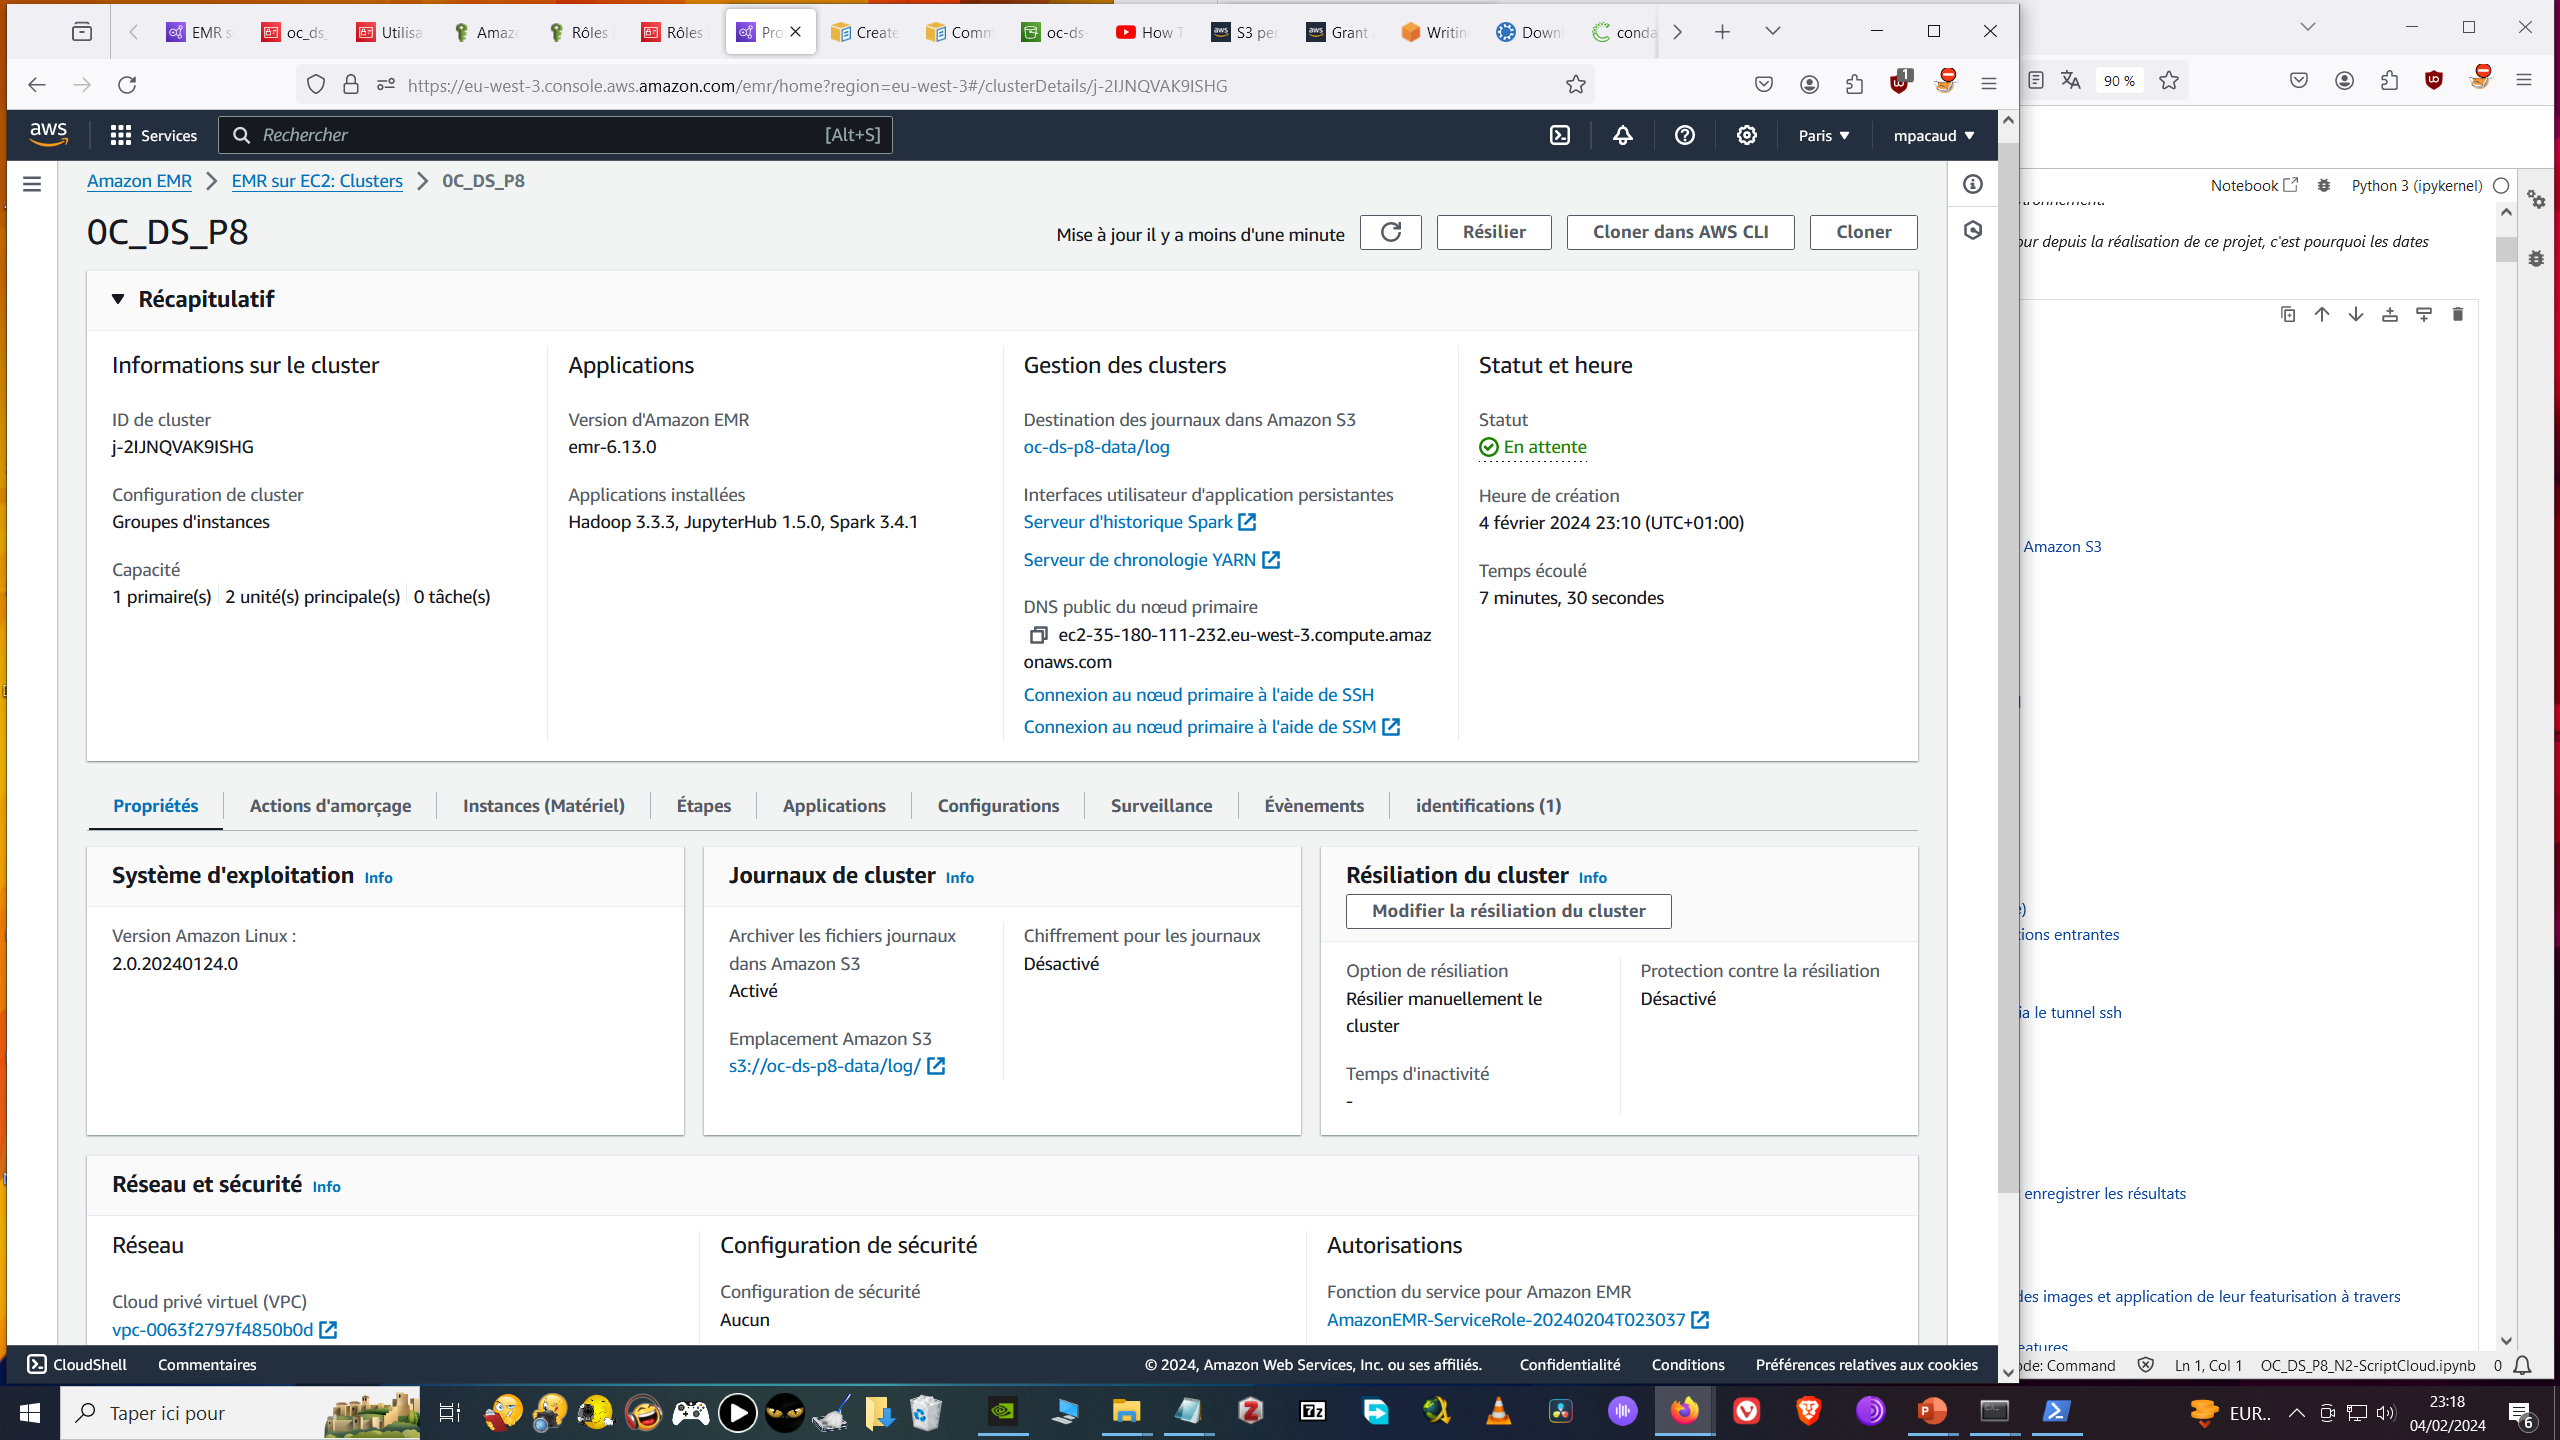 EMR s
oc_ds_
Utilisa
Amaz
Rôles
Rôles
Pro
Create
Comm
oc-ds-
How T
S3 per
Grant
Writin
Down
conda
https://eu-west-3.console.aws.amazon.com/emr/home?region=eu-west-3#/clusterDetails/j-2IJNQVAK9ISHG
1
90 %
aws
Services
Rechercher
[Alt+S]
Paris
mpacaud
Amazon EMR
EMR sur EC2: Clusters
0C_DS_P8
0C_DS_P8
Mise à jour il y a moins d'une minute
Résilier
Cloner dans AWS CLI
Cloner
Récapitulatif
Informations sur le cluster
ID de cluster
j-2IJNQVAK9ISHG
Configuration de cluster
Groupes d'instances
Capacité
1 primaire(s) 2 unité(s) principale(s) 0 tâche(s)
Applications
Version d'Amazon EMR
emr-6.13.0
Applications installées
Hadoop 3.3.3, JupyterHub 1.5.0, Spark 3.4.1
Gestion des clusters
Destination des journaux dans Amazon S3
oc-ds-p8-data/log
Interfaces utilisateur d'application persistantes
Serveur d'historique Spark
Serveur de chronologie YARN
DNS public du nœud primaire
ec2-35-180-111-232.eu-west-3.compute.amaz
onaws.com
Connexion au nœud primaire à l'aide de SSH
Connexion au nœud primaire à l'aide de SSM
Statut et heure
Statut
En attente
Heure de création
4 février 2024 23:10 (UTC+01:00)
Temps écoulé
7 minutes, 30 secondes
Propriétés
Actions d'amorçage
Instances (Matériel)
Étapes
Applications
Configurations
Surveillance
Évènements
identifications (1)
Système d'exploitation Info
Version Amazon Linux :
2.0.20240124.0
Journaux de cluster Info
Archiver les fichiers journaux
dans Amazon S3
Activé
Emplacement Amazon S3
s3://oc-ds-p8-data/log/
Chiffrement pour les journaux
Désactivé
Résiliation du cluster Info
Modifier la résiliation du cluster
Option de résiliation
Résilier manuellement le
cluster
Temps d'inactivité
-
Protection contre la résiliation
Désactivé
Réseau et sécurité Info
Réseau
Cloud privé virtuel (VPC)
vpc-0063f2797f4850b0d
Configuration de sécurité
Configuration de sécurité
Aucun
Autorisations
Fonction du service pour Amazon EMR
AmazonEMR-ServiceRole-20240204T023037
CloudShell
Commentaires
© 2024, Amazon Web Services, Inc. ou ses affiliés.
Confidentialité
Conditions
Préférences relatives aux cookies
Notebook
Python 3 (ipykernel)
ronnement.
our depuis la réalisation de ce projet, c'est pourquoi les dates
Amazon S3
tions entrantes
ia le tunnel ssh
enregistrer les résultats
des images et application de leur featurisation à travers
eatures
ode: Command
Ln 1, Col 1
OC_DS_P8_N2-ScriptCloud.ipynb
0
Taper ici pour
EUR..
23:18
04/02/2024
6